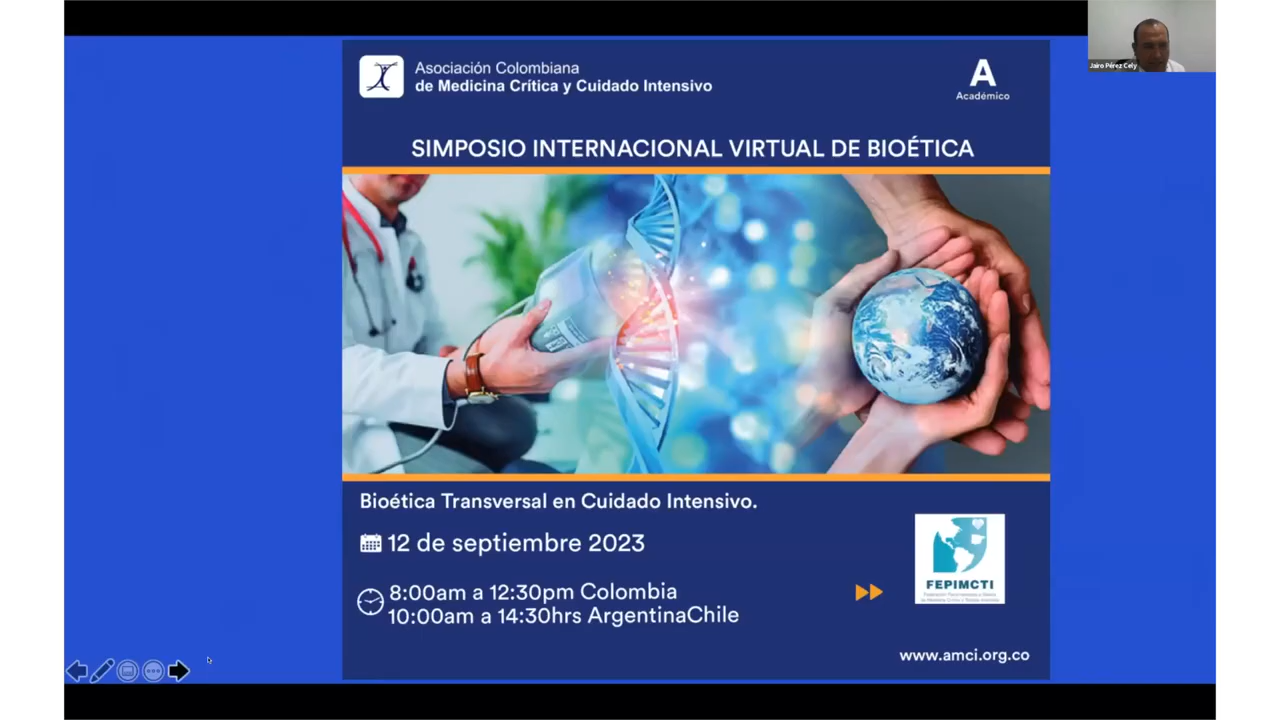 Asociación Colombiana
de Medicina Crítica y Cuidado Intensivo
A
Académico
Jairo Pérez Cely
SIMPOSIO INTERNACIONAL VIRTUAL DE BIOÉTICA
Bioética Transversal en Cuidado Intensivo.
12 de septiembre 2023
8:00am a 12:30pm Colombia
10:00am a 14:30hrs ArgentinaChile
FEPIMCTI
www.amci.org.co